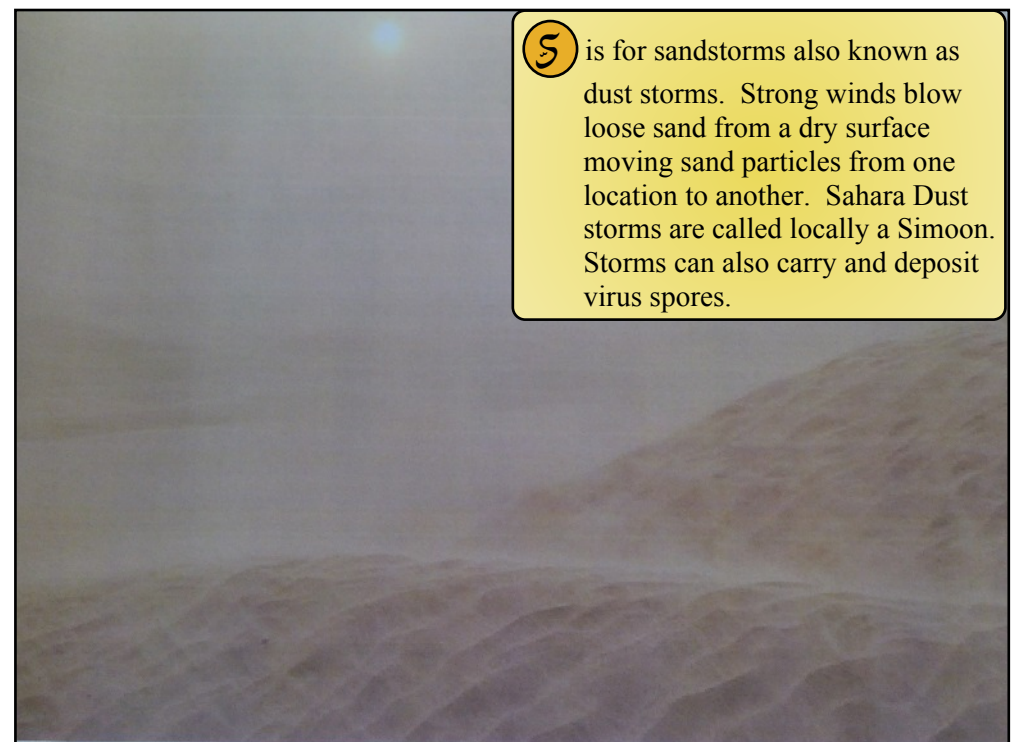 S is for sandstorms also known as
dust storms. Strong winds blow
loose sand from a dry surface
moving sand particles from one
location to another. Sahara Dust
storms are called locally a Simoon.
Storms can also carry and deposit
virus spores.